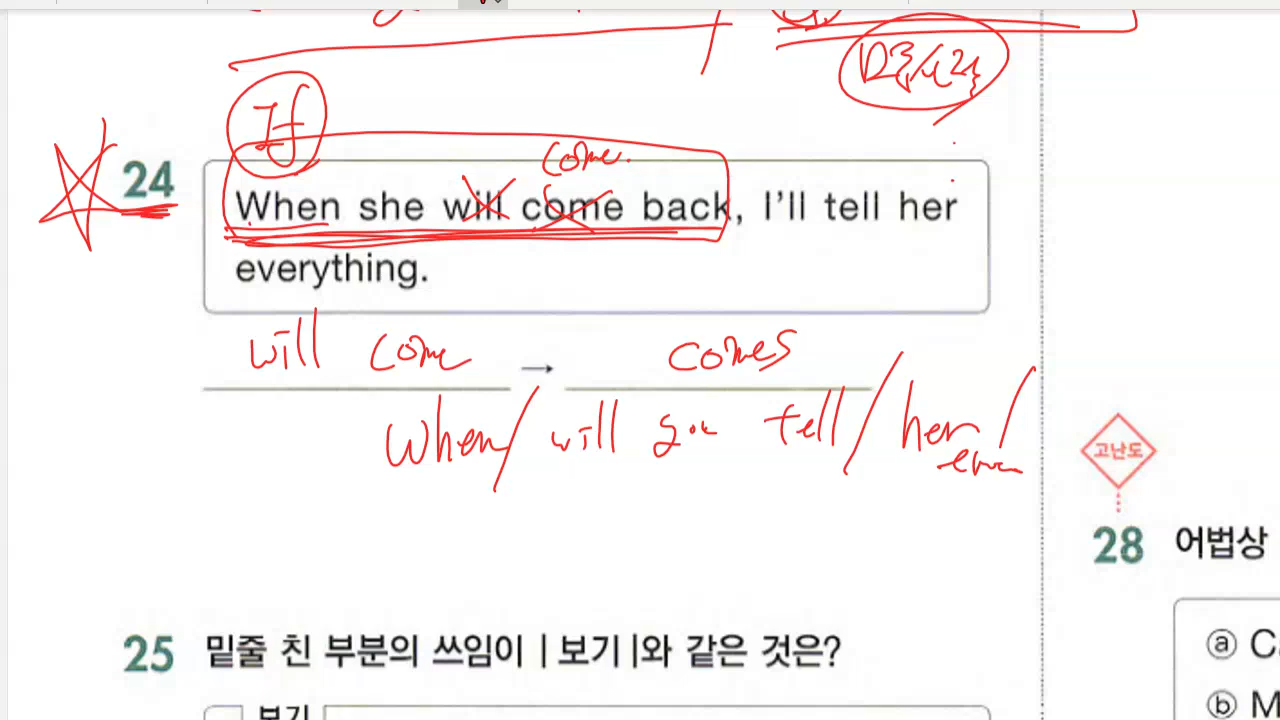 If
come.
24 When she will come back, I'll tell her
everything.
will come → comes
When/ will you tell/ her/
고난도
28 어법상
25 밑줄 친 부분의 쓰임이 | 보기 |와 같은 것은?
ⓐ
ⓑ
보기